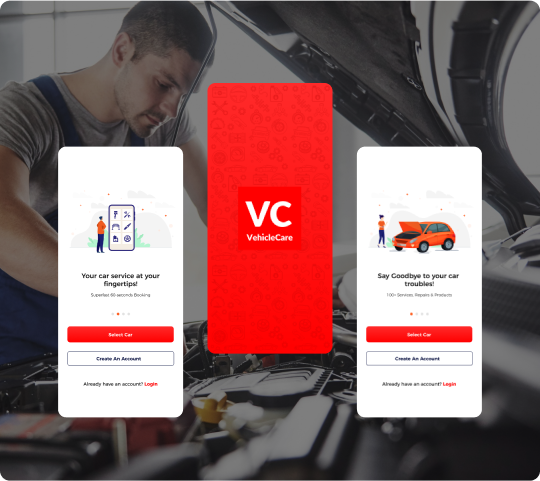 VC
VehicleCare
Your car service at your
fingertips!
Superfast 60 seconds Booking
Select Car
Create An Account
Already have an account? Login
Say Goodbye to your car
troubles!
100+ Services, Repairs & Products
Select Car
Create An Account
Already have an account? Login